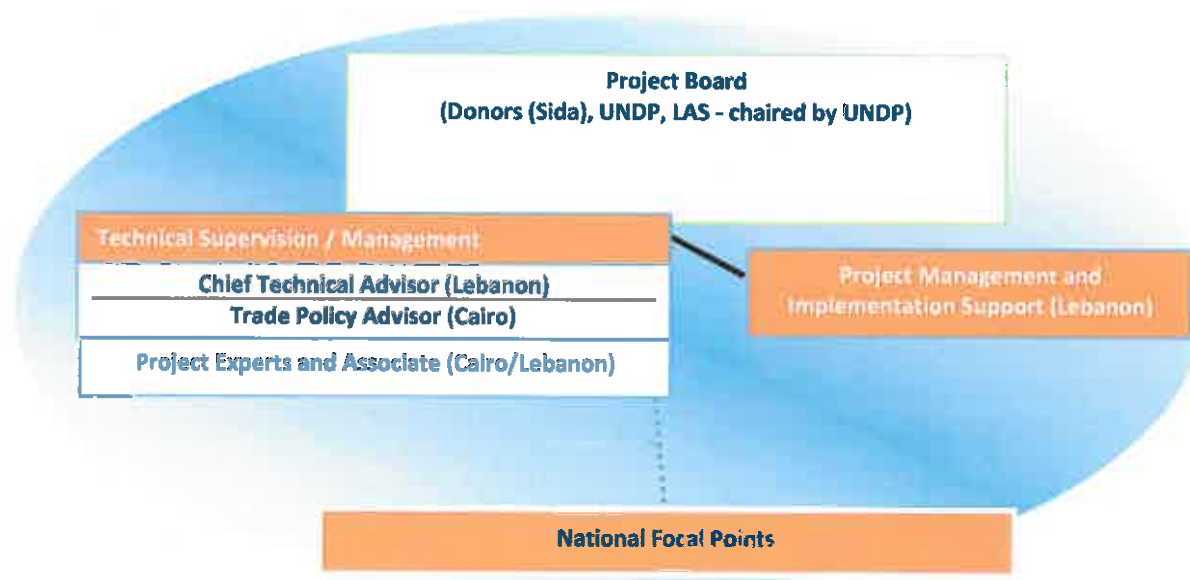 Project Board
(Donors (Sida), UNDP, LAS - chaired by UNDP)
Technical Supervision / Management
Chief Technical Advisor (Lebanon)
Trade Policy Advisor (Cairo)
Project Experts and Associate (Cairo/Lebanon)
Project Management and
Implementation Support (Lebanon)
National Focal Points